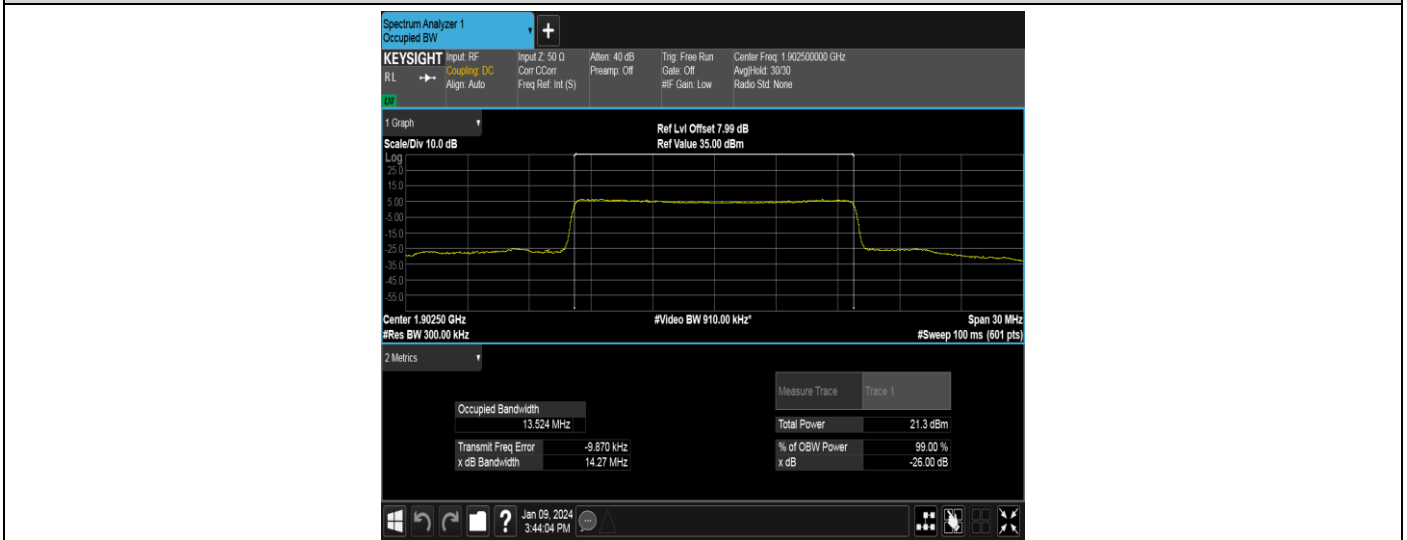 Spectrum Analyzer 1
Occupied BW
+
KEYSIGHT Input: RF Input Z: 50 Ω Atten: 40 dB Trig: Free Run Center Freq: 1.902500000 GHz
RL Coupling: DC Corr CCorr Preamp: Off Gate: Off Avg|Hold: 30/30
Align: Auto Freq Ref: Int (S) #IF Gain: Low Radio Std: None
1 Graph
Ref Lvl Offset 7.99 dB
Scale/Div 10.0 dB Ref Value 35.00 dBm
Log
25.0
15.0
5.00
-5.00
-15.0
-25.0
-35.0
-45.0
-55.0
Center 1.90250 GHz #Video BW 910.00 kHz* Span 30 MHz
#Res BW 300.00 kHz #Sweep 100 ms (601 pts)
2 Metrics
Measure Trace Trace 1
Occupied Bandwidth
13.524 MHz Total Power 21.3 dBm
Transmit Freq Error -9.870 kHz % of OBW Power 99.00 %
x dB Bandwidth 14.27 MHz x dB -26.00 dB
? Jan 09, 2024
3:44:04 PM